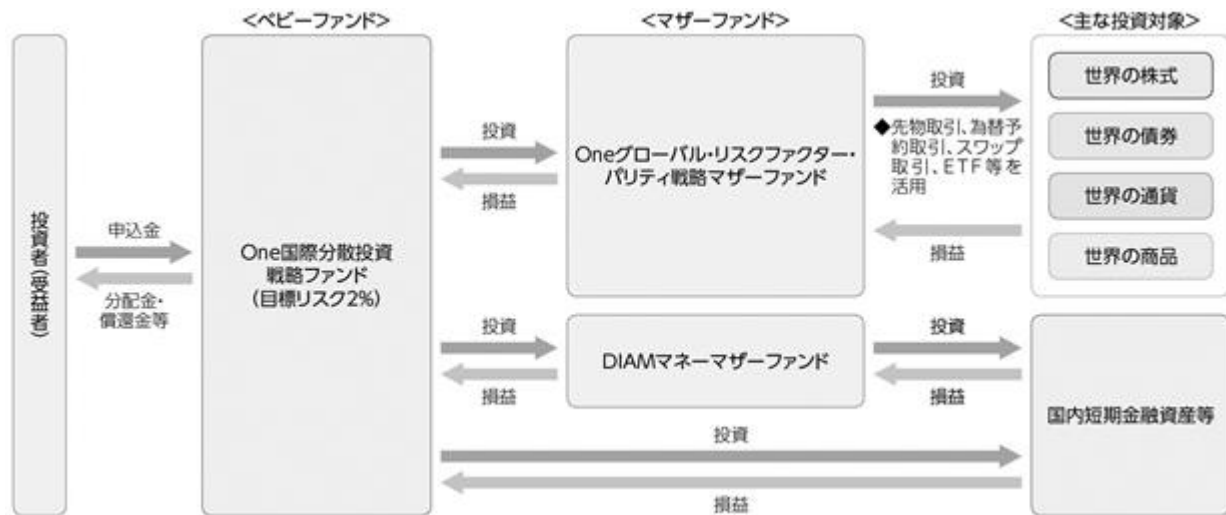 <ベビーファンド>
<マザーファンド>
<主な投資対象>
投資者(受益者)
申込金
分配金・
償還金等
One国際分散投資
戦略ファンド
(目標リスク2%)
投資
損益
Oneグローバル・リスクファクター・
パリティ戦略マザーファンド
投資
◆先物取引、為替予
約取引、スワップ
取引、ETF等を
活用
損益
世界の株式
世界の債券
世界の通貨
世界の商品
投資
損益
DIAMマネーマザーファンド
投資
損益
国内短期金融資産等
投資
損益